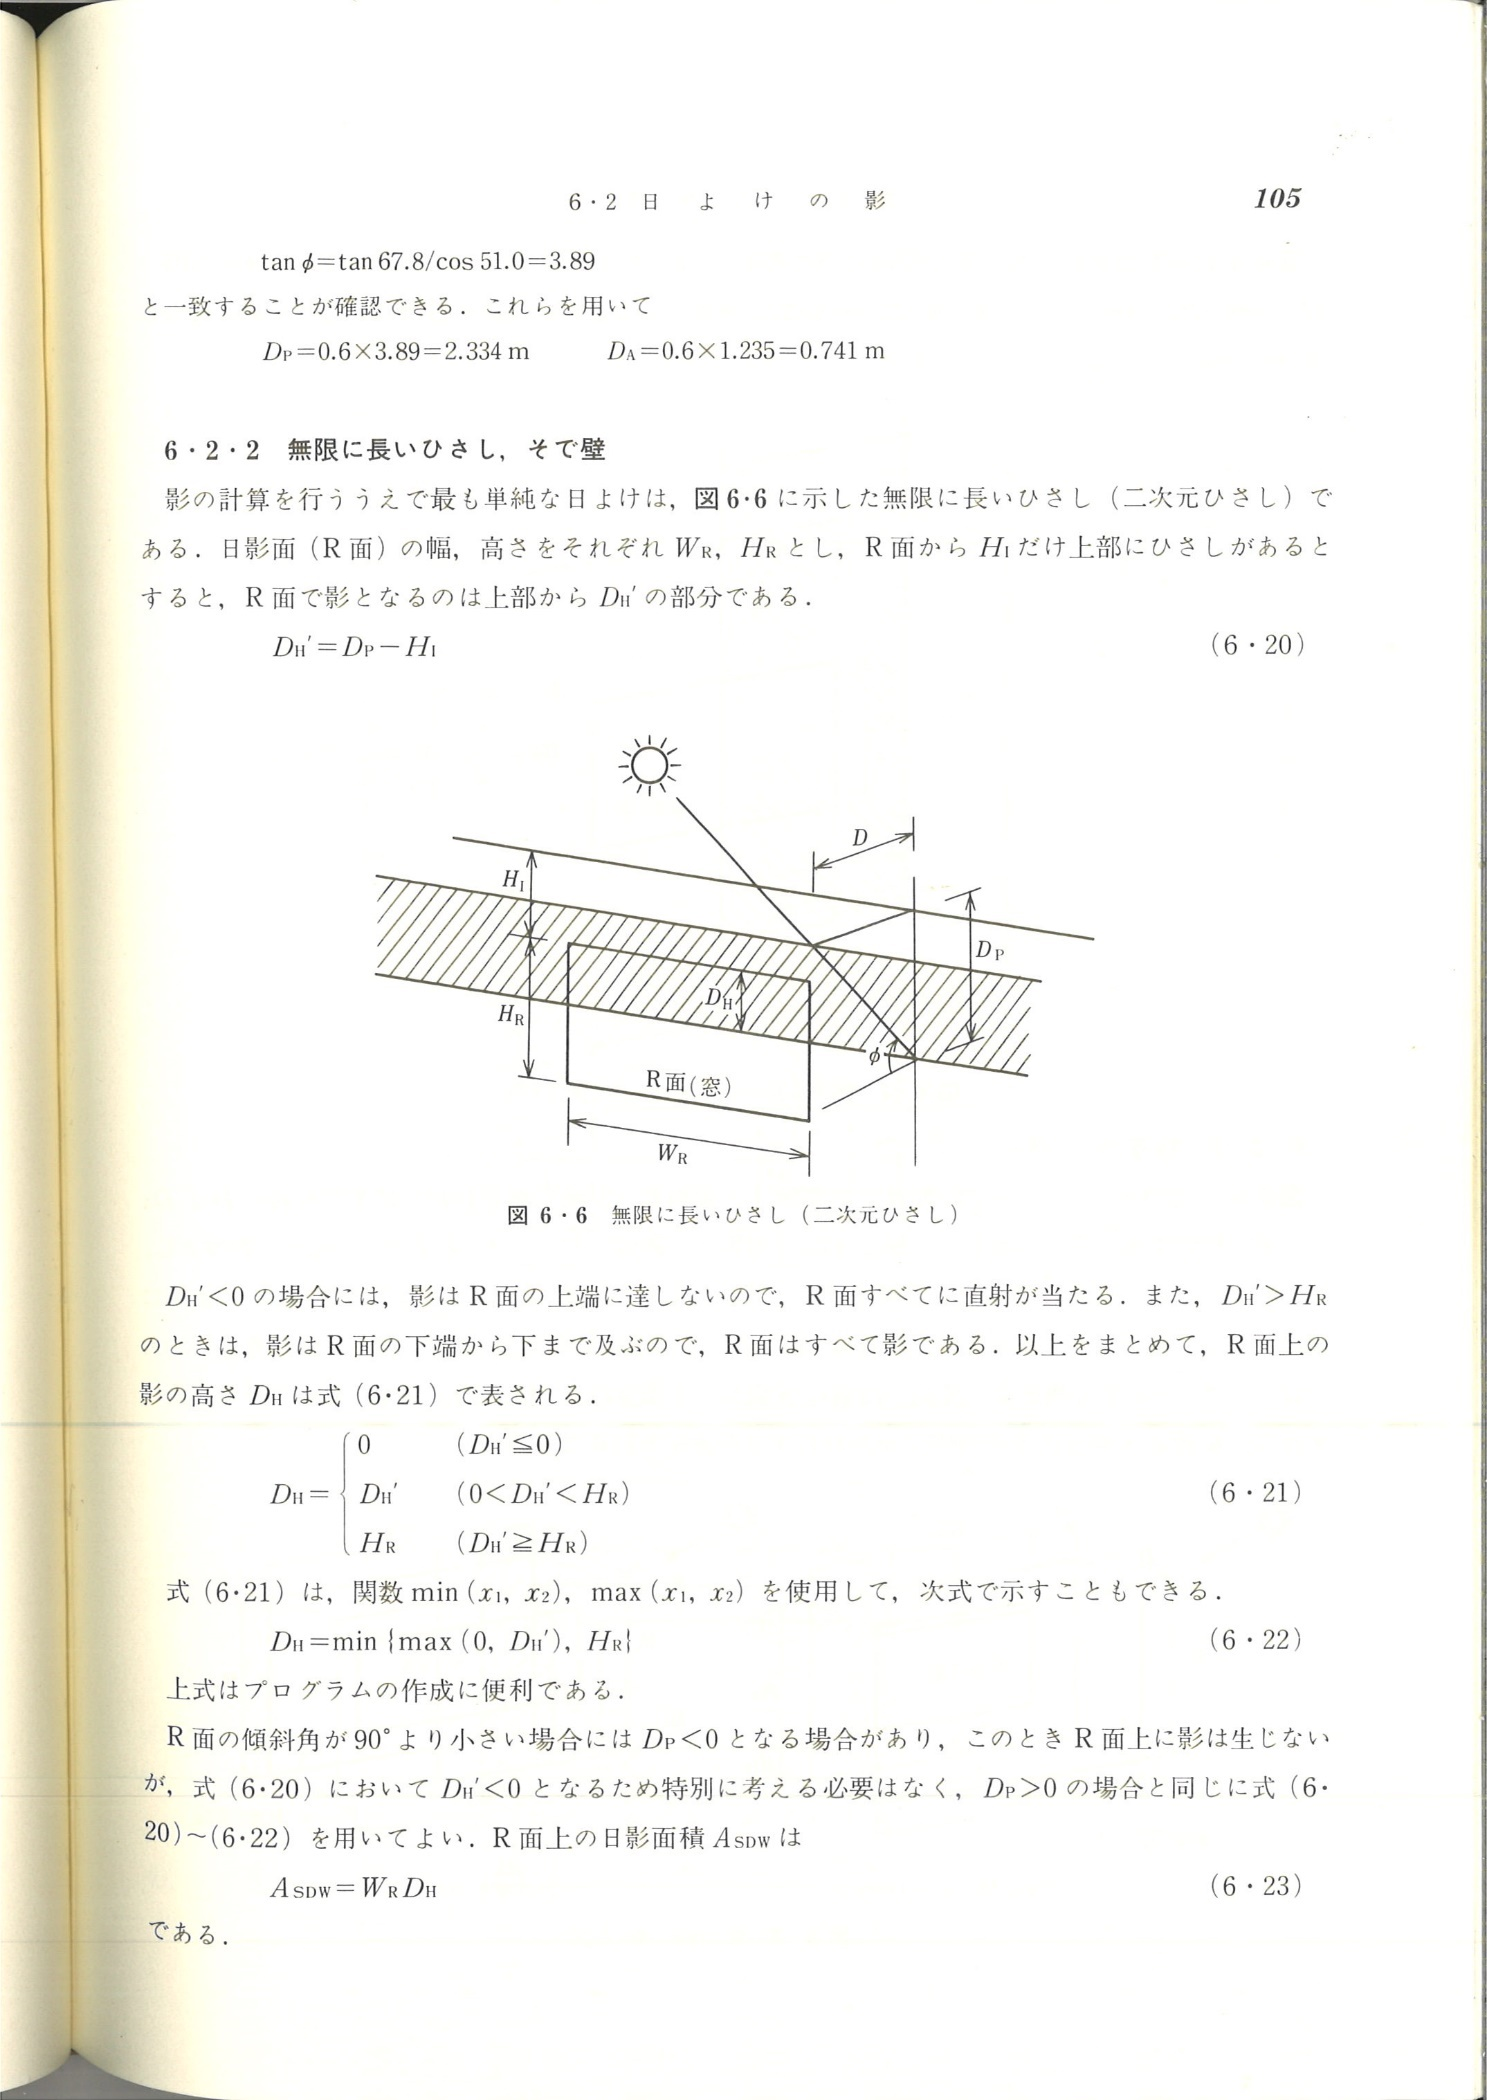 6・2 日よけの影
105
tan ϕ=tan 67.8/cos 51.0=3.89
と一致することが確認できる．これらを用いて
DP=0.6×3.89=2.334 m　DA=0.6×1.235=0.741 m
6・2・2　無限に長いひさし，そで壁
影の計算を行ううえで最も単純な日よけは，図6・6に示した無限に長いひさし（二次元ひさし）で
ある．日影面（R面）の幅，高さをそれぞれ WR，HR とし，R面から HI だけ上部にひさしがあると
すると，R面で影となるのは上部から DH′ の部分である．
DH′=DP−HI　(6・20)
D
HI
DP
DH
HR
ϕ
R面(窓)
WR
図 6・6　無限に長いひさし（二次元ひさし）
DH′<0 の場合には，影はR面の上端に達しないので，R面すべてに直射が当たる．また，DH′>HR
のときは，影はR面の下端から下まで及ぶので，R面はすべて影である．以上をまとめて，R面上の
影の高さ DH は式（6・21）で表される．
0　(DH′≦0)
DH={ DH′　(0<DH′<HR)　(6・21)
HR　(DH′≧HR)
式（6・21）は，関数 min (x1, x2)，max (x1, x2) を使用して，次式で示すこともできる．
DH=min {max (0, DH′), HR}　(6・22)
上式はプログラムの作成に便利である．
R面の傾斜角が90°より小さい場合には DP<0 となる場合があり，このときR面上に影は生じない
が，式（6・20）において DH′<0 となるため特別に考える必要はなく，DP>0 の場合と同じに式（6・
20）～（6・22）を用いてよい．R面上の日影面積 ASDW は
ASDW=WRDH　(6・23)
である．